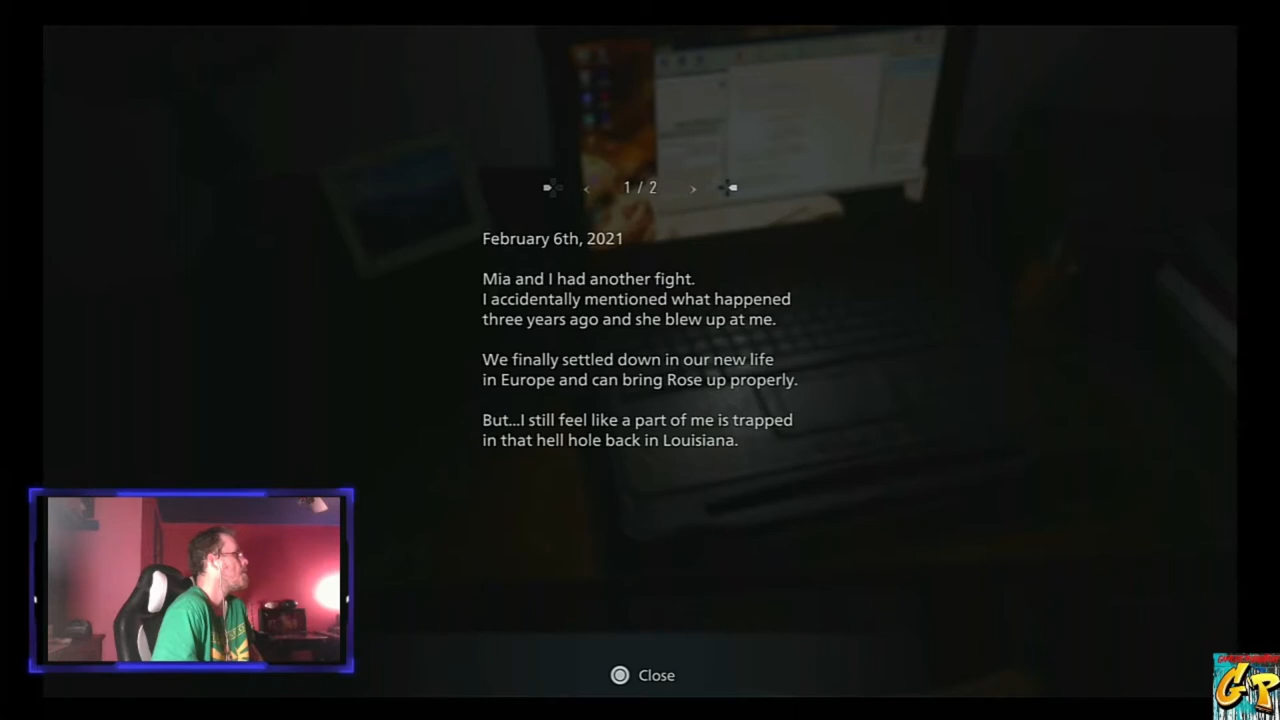 1 / 2
February 6th, 2021
Mia and I had another fight.
I accidentally mentioned what happened
three years ago and she blew up at me.
We finally settled down in our new life
in Europe and can bring Rose up properly.
But...I still feel like a part of me is trapped
in that hell hole back in Louisiana.
Close
GP